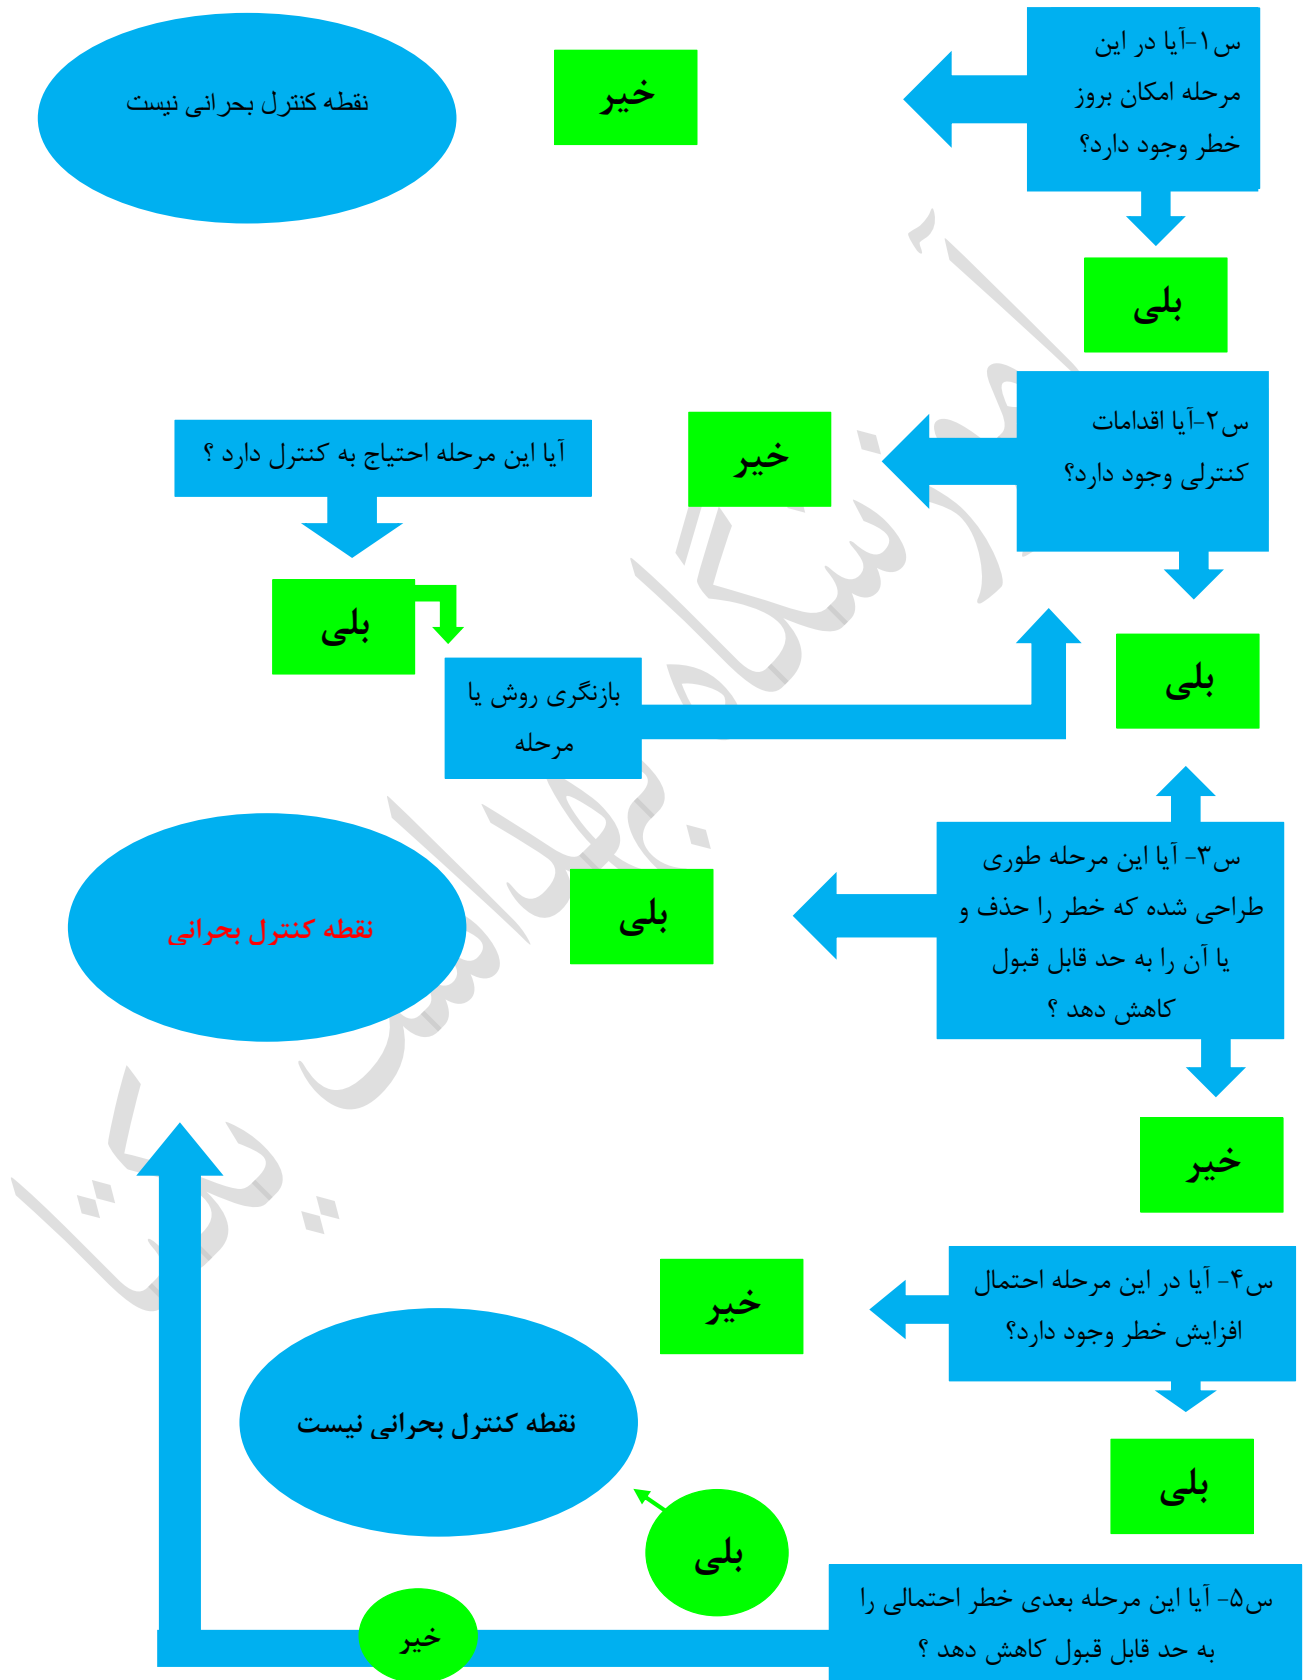 س۱-آیا در این
مرحله امکان بروز
خطر وجود دارد؟
خیر
نقطه کنترل بحرانی نیست
بلی
س۲-آیا اقدامات
کنترلی وجود دارد؟
خیر
آیا این مرحله احتیاج به کنترل دارد ؟
بلی
بازنگری روش یا
مرحله
بلی
س۳- آیا این مرحله طوری
طراحی شده که خطر را حذف و
یا آن را به حد قابل قبول
کاهش دهد ؟
بلی
نقطه کنترل بحرانی
خیر
س۴- آیا در این مرحله احتمال
افزایش خطر وجود دارد؟
خیر
نقطه کنترل بحرانی نیست
بلی
س۵- آیا این مرحله بعدی خطر احتمالی را
به حد قابل قبول کاهش دهد ؟
بلی
خیر
آموزشگاه بهداشت یکتا